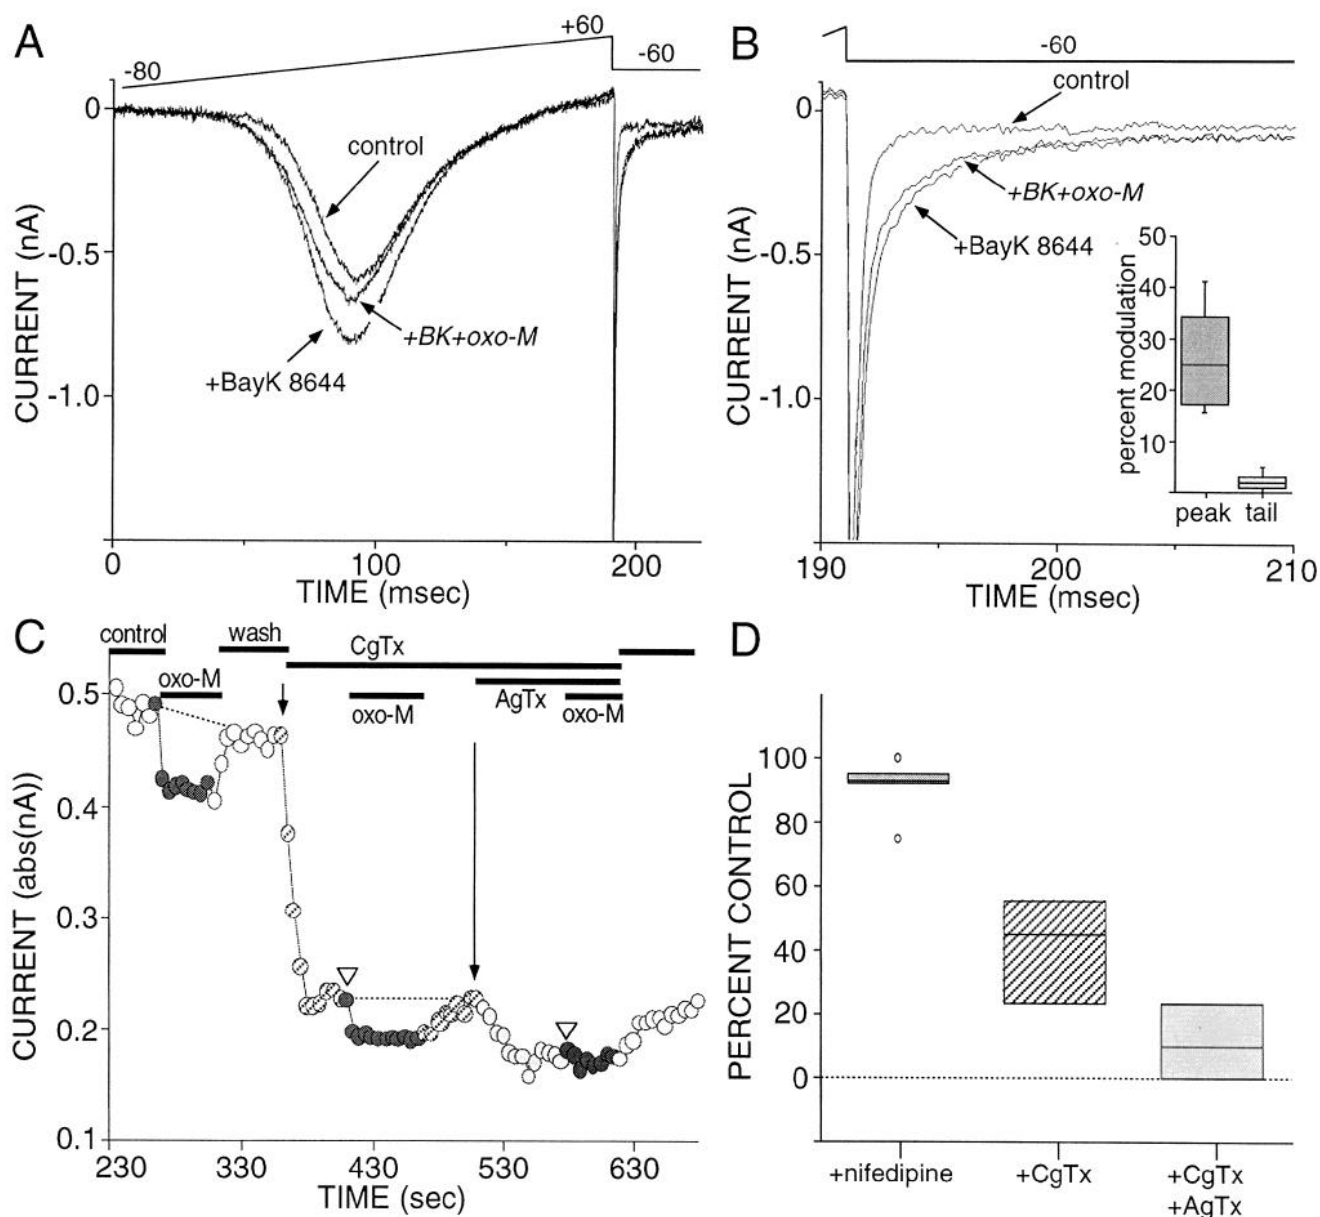 A
-80
+60
-60
0
-0.5
-1.0
CURRENT (nA)
control
+BK+oxo-M
+BayK 8644
0
100
200
TIME (msec)
B
-60
0
-0.5
-1.0
CURRENT (nA)
control
+BK+oxo-M
+BayK 8644
50
40
30
20
10
percent modulation
peak
tail
190
200
210
TIME (msec)
C
control
wash
CgTx
oxo-M
oxo-M
AgTx
oxo-M
0.5
0.4
0.3
0.2
0.1
CURRENT (abs(nA))
230
330
430
530
630
TIME (sec)
D
100
80
60
40
20
0
PERCENT CONTROL
+nifedipine
+CgTx
+CgTx
+AgTx